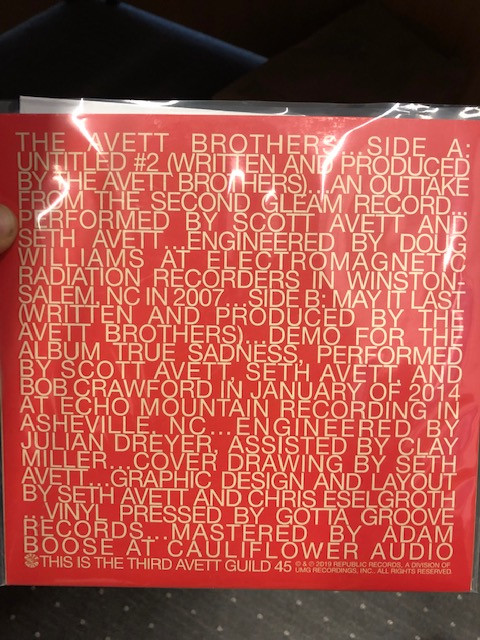 THE AVETT BROTHERS...SIDE A:
UNTITLED #2 (WRITTEN AND PRODUCED
BY THE AVETT BROTHERS)...AN OUTTAKE
FROM THE SECOND GLEAM RECORD...
PERFORMED BY SCOTT AVETT AND
SETH AVETT...ENGINEERED BY DOUG
WILLIAMS AT ELECTROMAGNETIC
RADIATION RECORDERS IN WINSTON-
SALEM, NC IN 2007...SIDE B: MAY IT LAST
(WRITTEN AND PRODUCED BY THE
AVETT BROTHERS)...DEMO FOR THE
ALBUM TRUE SADNESS, PERFORMED
BY SCOTT AVETT, SETH AVETT, AND
BOB CRAWFORD IN JANUARY OF 2014
AT ECHO MOUNTAIN RECORDING IN
ASHEVILLE, NC...ENGINEERED BY
JULIAN DREYER, ASSISTED BY CLAY
MILLER...COVER DRAWING BY SETH
AVETT...GRAPHIC DESIGN AND LAYOUT
BY SETH AVETT AND CHRIS ESELGROTH
...VINYL PRESSED BY GOTTA GROOVE
RECORDS...MASTERED BY ADAM
BOOSE AT CAULIFLOWER AUDIO
THIS IS THE THIRD AVETT GUILD 45
© & ℗ 2019 REPUBLIC RECORDS, A DIVISION OF
UMG RECORDINGS, INC. ALL RIGHTS RESERVED.